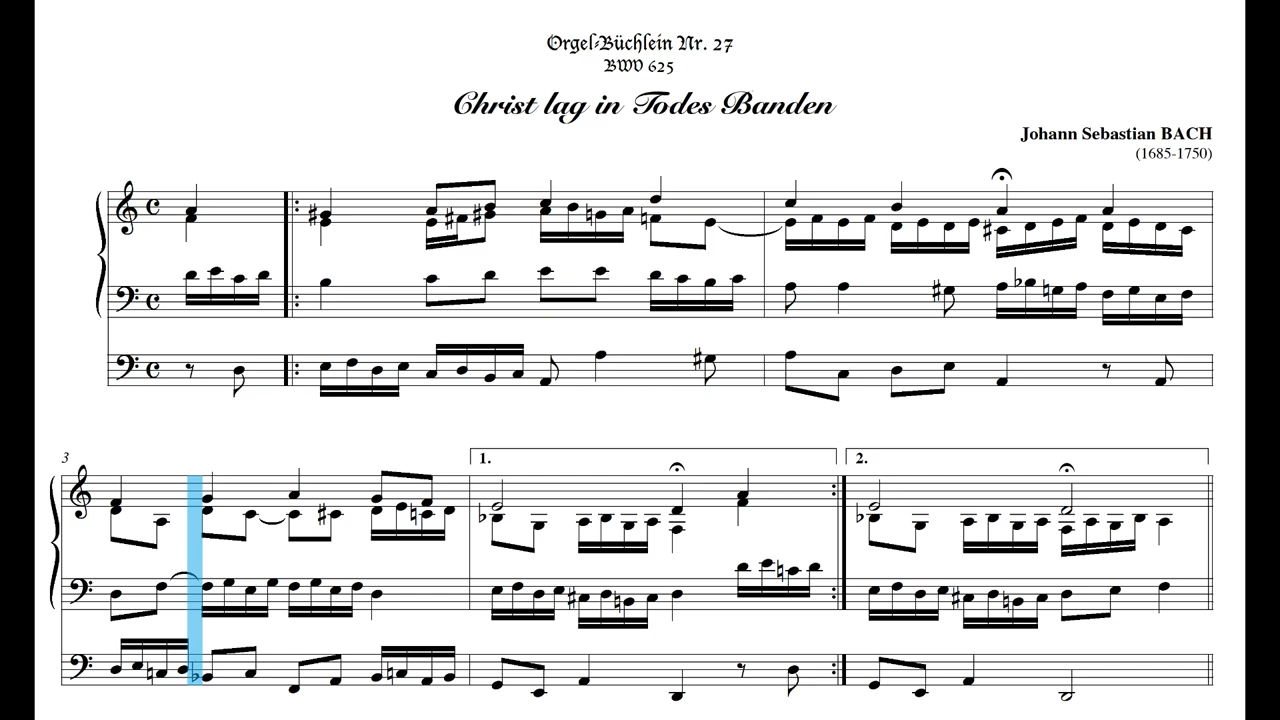 Orgel-Büchlein Nr. 27
BWV 625
Christ lag in Todes Banden
Johann Sebastian BACH
(1685-1750)
3
1.
2.